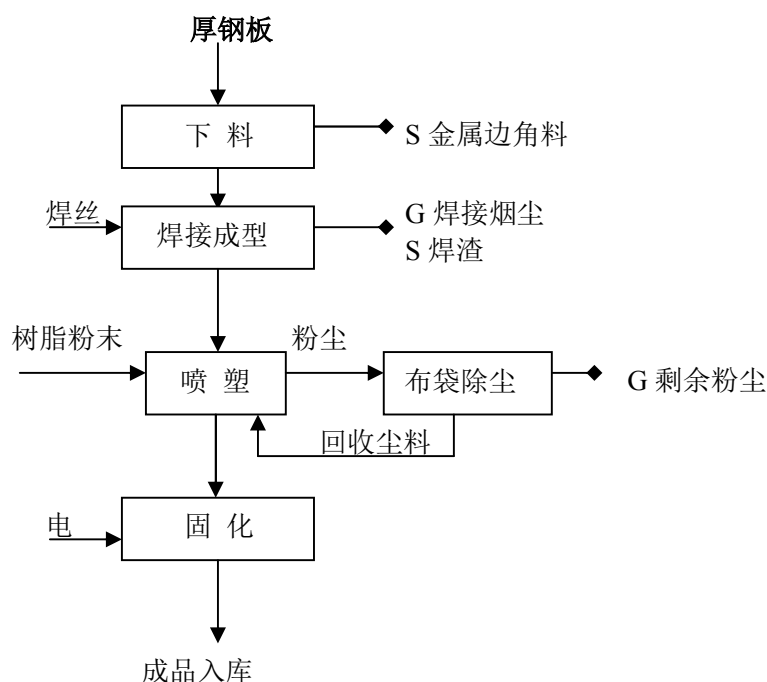 厚钢板
下 料
S 金属边角料
焊丝
焊接成型
G 焊接烟尘
S 焊渣
树脂粉末
喷 塑
粉尘
布袋除尘
G 剩余粉尘
回收尘料
电
固 化
成品入库